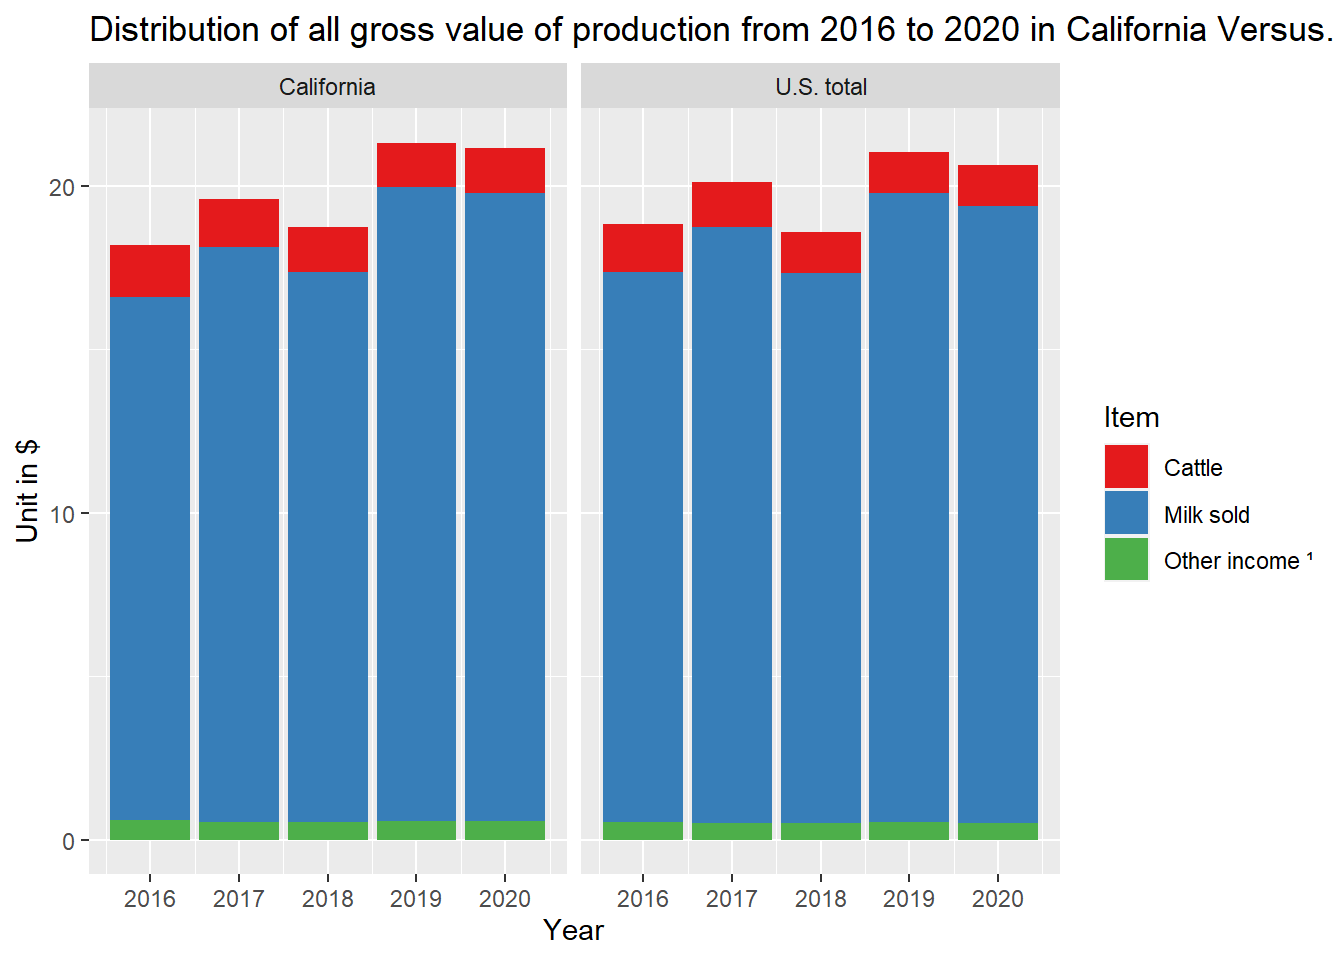 Distribution of all gross value of production from 2016 to 2020 in California Versus.
California
U.S. total
20
10
0
Unit in $
2016 2017 2018 2019 2020
2016 2017 2018 2019 2020
Year
Item
Cattle
Milk sold
Other income ¹